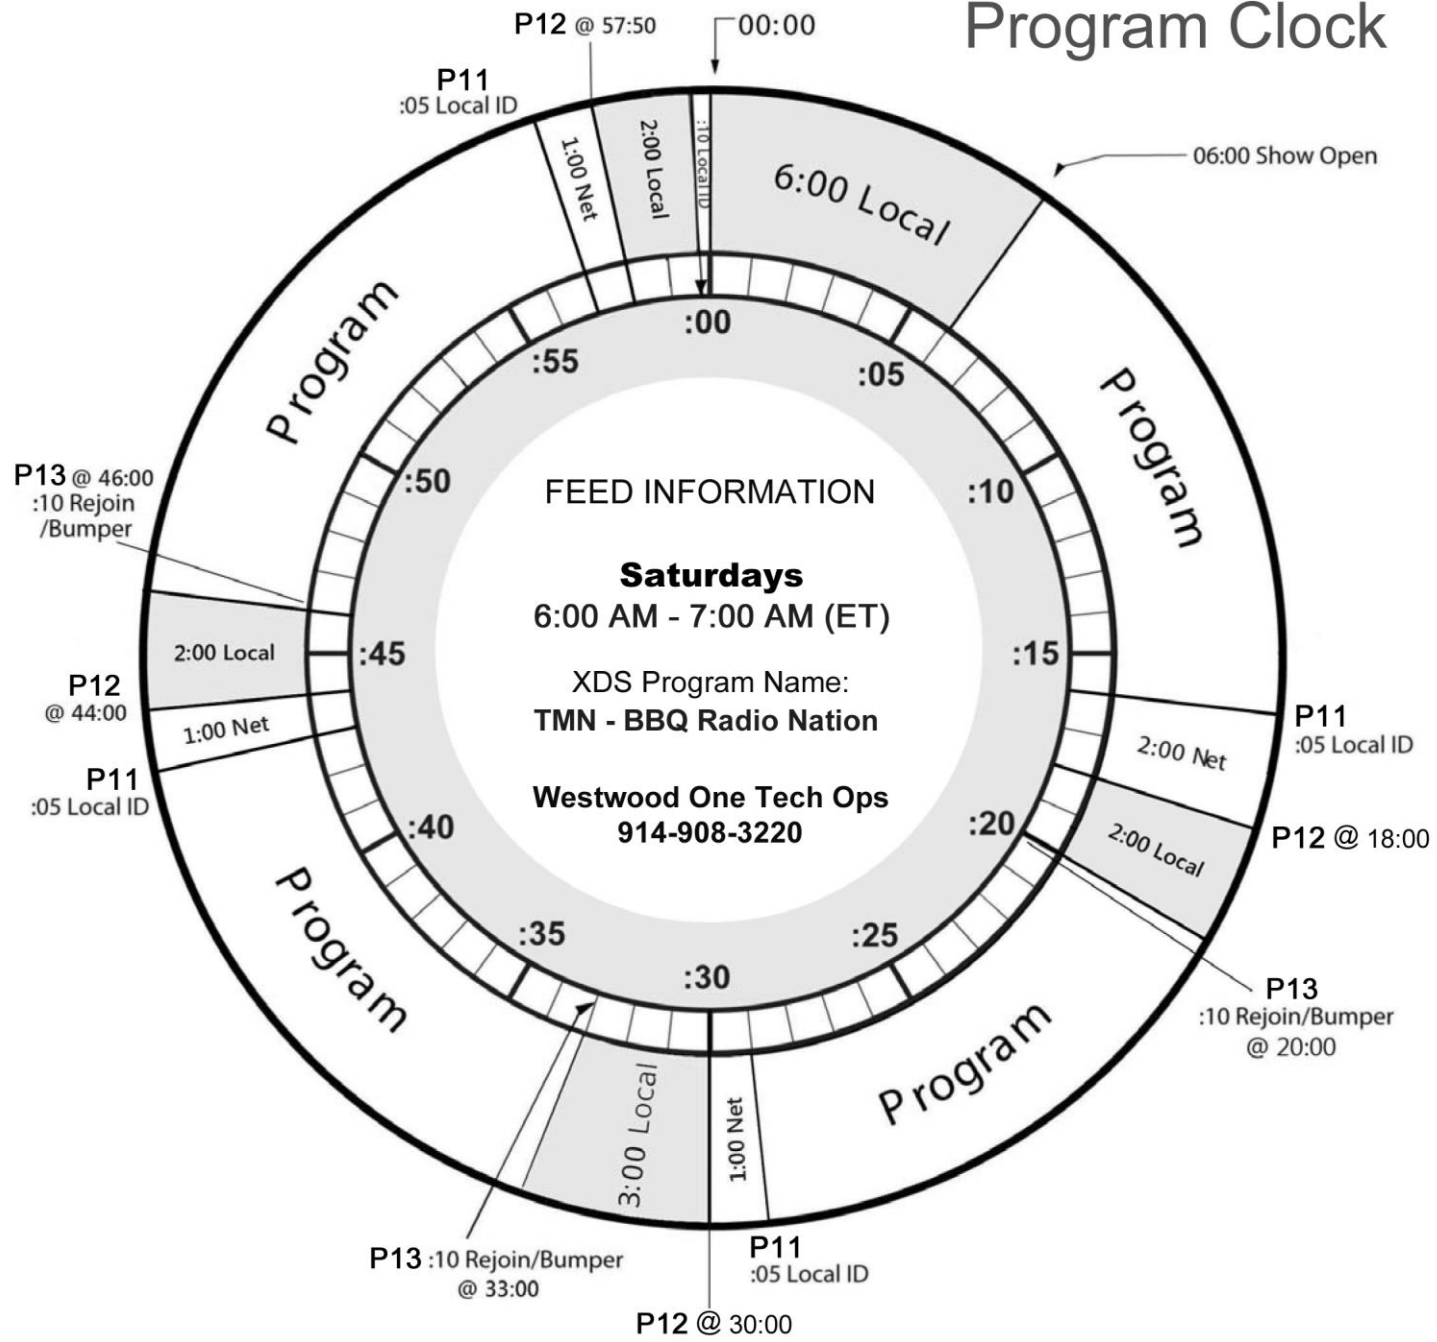 Program Clock
P12 @ 57:50
00:00
P11
:05 Local ID
06:00 Show Open
1:00 Net
2:00 Local
:10 Local ID
6:00 Local
Program
Program
:00
:05
:10
:15
:20
:25
:30
:35
:40
:45
:50
:55
FEED INFORMATION
Saturdays
6:00 AM - 7:00 AM (ET)
XDS Program Name:
TMN - BBQ Radio Nation
Westwood One Tech Ops
914-908-3220
P13 @ 46:00
:10 Rejoin
/Bumper
2:00 Local
P12
@ 44:00
1:00 Net
P11
:05 Local ID
P11
:05 Local ID
2:00 Net
P12 @ 18:00
2:00 Local
P13
:10 Rejoin/Bumper
@ 20:00
Program
Program
3:00 Local
1:00 Net
P13 :10 Rejoin/Bumper
@ 33:00
P11
:05 Local ID
P12 @ 30:00